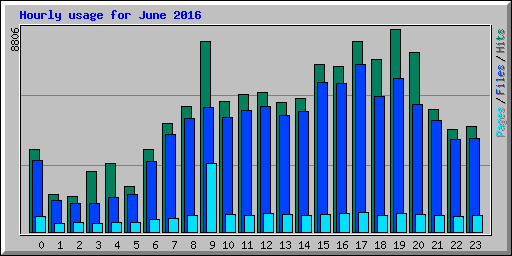 Hourly usage for June 2016
8806
Pages/Files/Hits
0 1 2 3 4 5 6 7 8 9 10 11 12 13 14 15 16 17 18 19 20 21 22 23